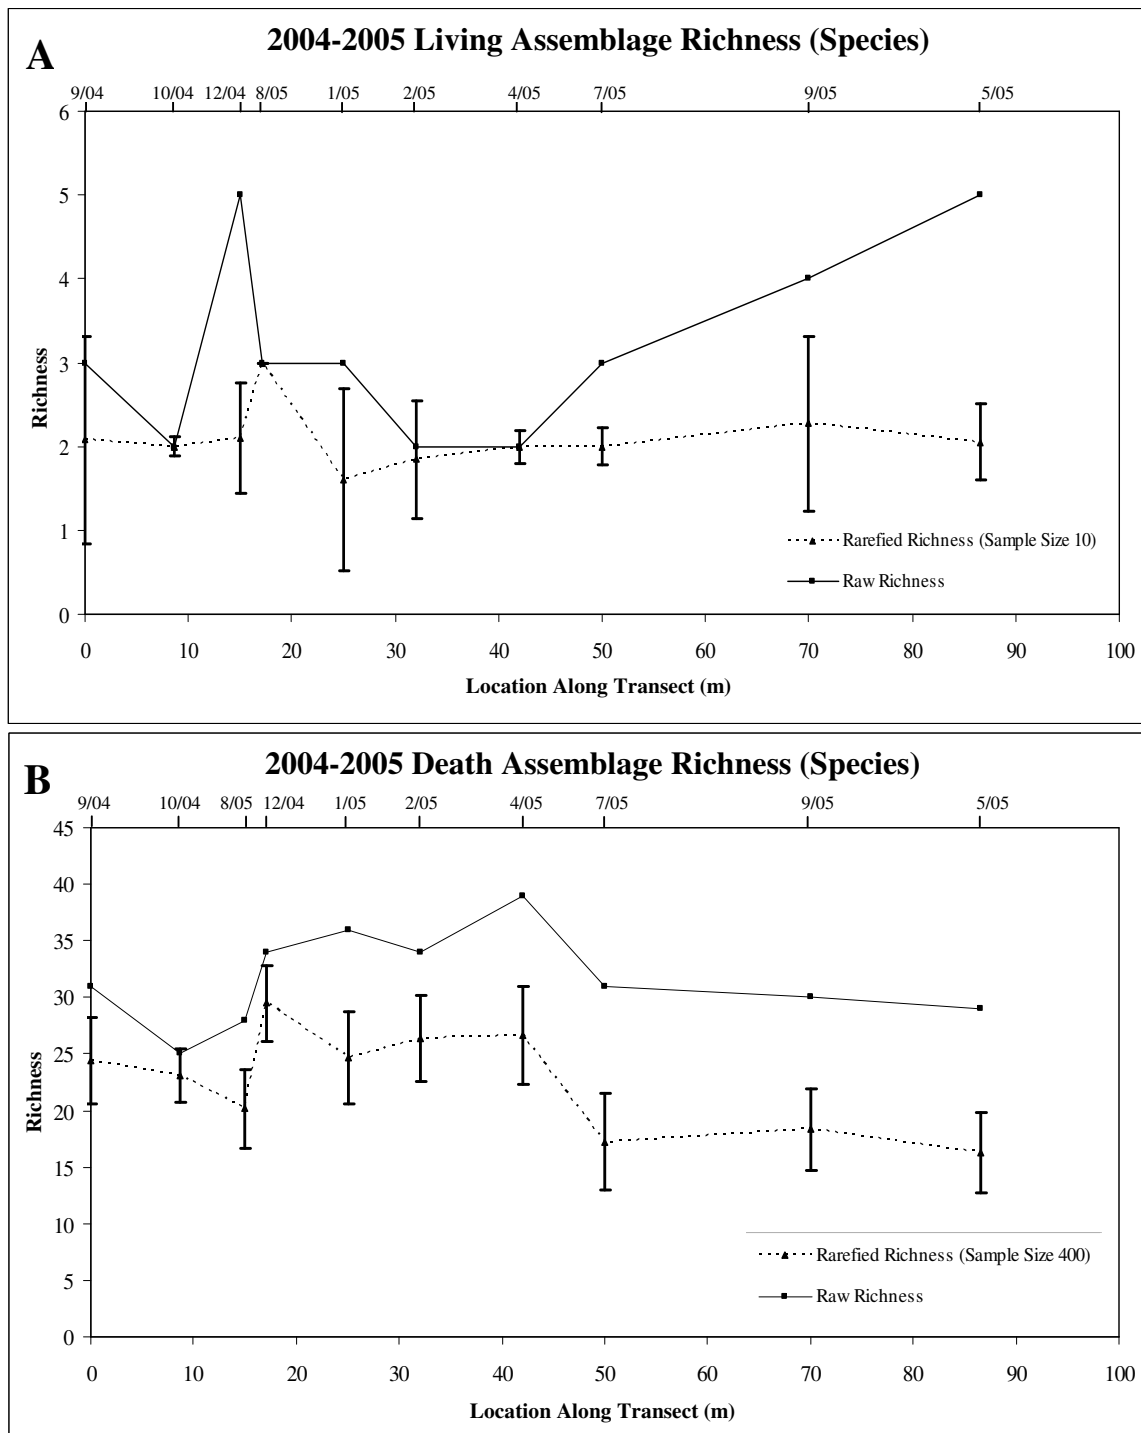 A
2004-2005 Living Assemblage Richness (Species)
9/04 10/04 12/04 8/05 1/05 2/05 4/05 7/05 9/05 5/05
6
5
4
3
2
1
0
Richness
Rarefied Richness (Sample Size 10)
Raw Richness
0 10 20 30 40 50 60 70 80 90 100
Location Along Transect (m)
B
2004-2005 Death Assemblage Richness (Species)
9/04 10/04 8/05 12/04 1/05 2/05 4/05 7/05 9/05 5/05
45
40
35
30
25
20
15
10
5
0
Richness
Rarefied Richness (Sample Size 400)
Raw Richness
0 10 20 30 40 50 60 70 80 90 100
Location Along Transect (m)